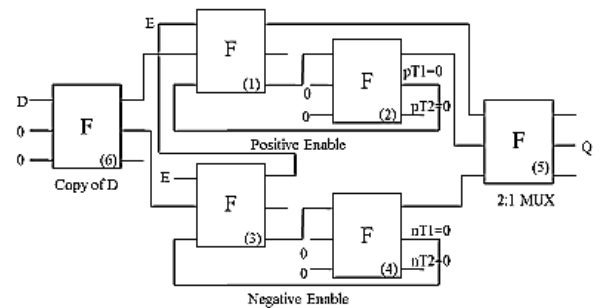 E
F
(1)
F
pT1=0
0
0
pT2=0
(2)
D
0
0
F
(6)
Copy of D
Positive Enable
F
(5)
Q
2:1 MUX
E
F
(3)
F
nT1=0
0
0
nT2=0
(4)
Negative Enable